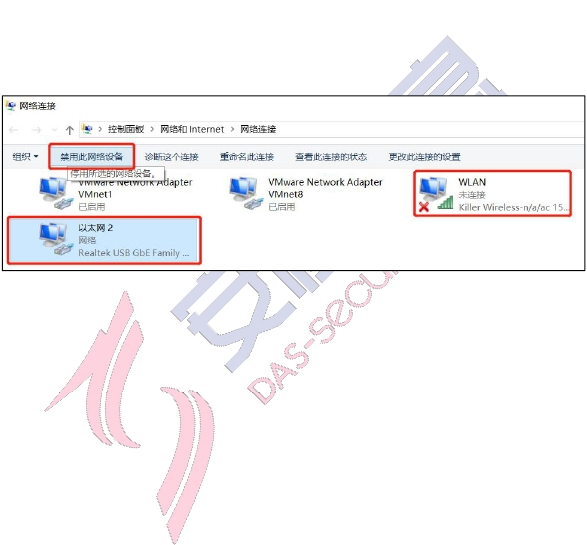 网络连接
控制面板 > 网络和 Internet > 网络连接
组织 禁用此网络设备 诊断这个连接 重命名此连接 查看此连接的状态 更改此连接的设置
停用所选的网络设备。
VMware Network Adapter
VMnet1
已启用
VMware Network Adapter
VMnet8
已启用
WLAN
未连接
Killer Wireless-n/a/ac 15...
以太网 2
网络
Realtek USB GbE Family ...
DAS-secur